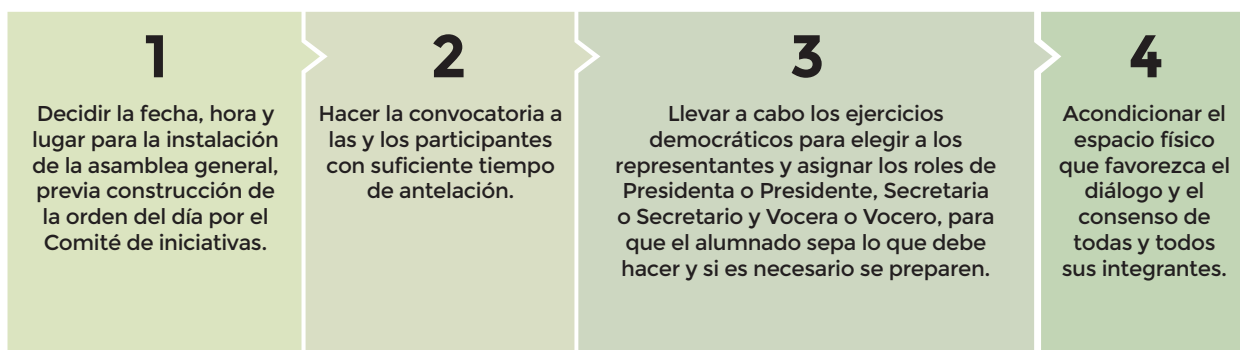 1
Decidir la fecha, hora y
lugar para la instalación
de la asamblea general,
previa construcción de
la orden del día por el
Comité de iniciativas.
2
Hacer la convocatoria a
las y los participantes
con suficiente tiempo
de antelación.
3
Llevar a cabo los ejercicios
democráticos para elegir a los
representantes y asignar los roles de
Presidenta o Presidente, Secretaria
o Secretario y Vocera o Vocero, para
que el alumnado sepa lo que debe
hacer y si es necesario se preparen.
4
Acondicionar el
espacio físico
que favorezca el
diálogo y el
consenso de
todas y todos
sus integrantes.